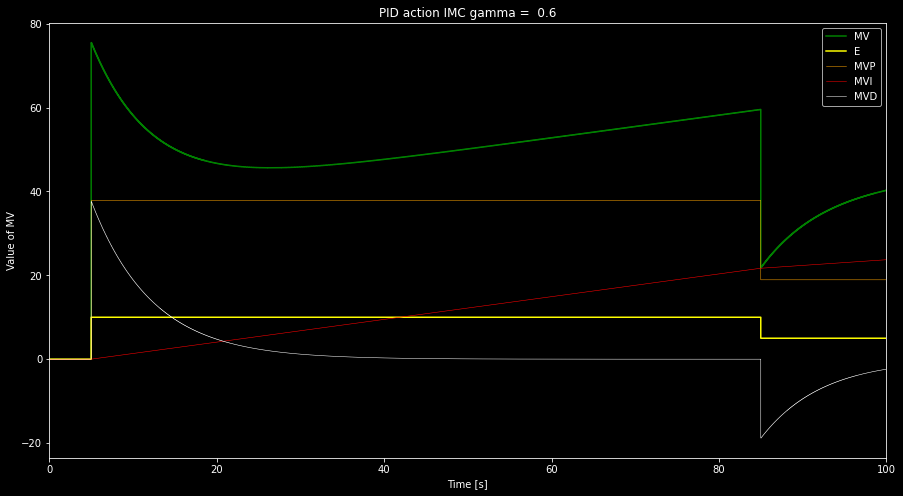 PID action IMC gamma =  0.6
MV
E
MVP
MVI
MVD
Value of MV
80
60
40
20
0
−20
0
20
40
60
80
100
Time [s]